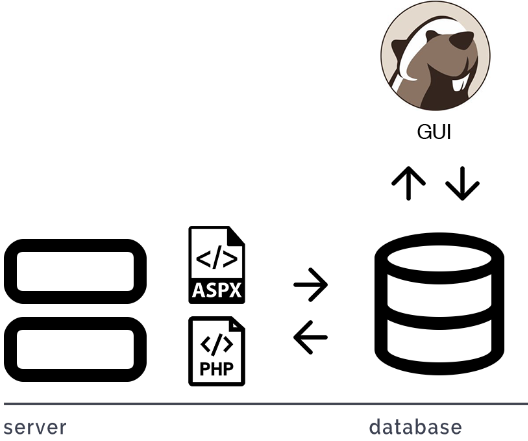 GUI
</>
ASPX
</>
PHP
server
database